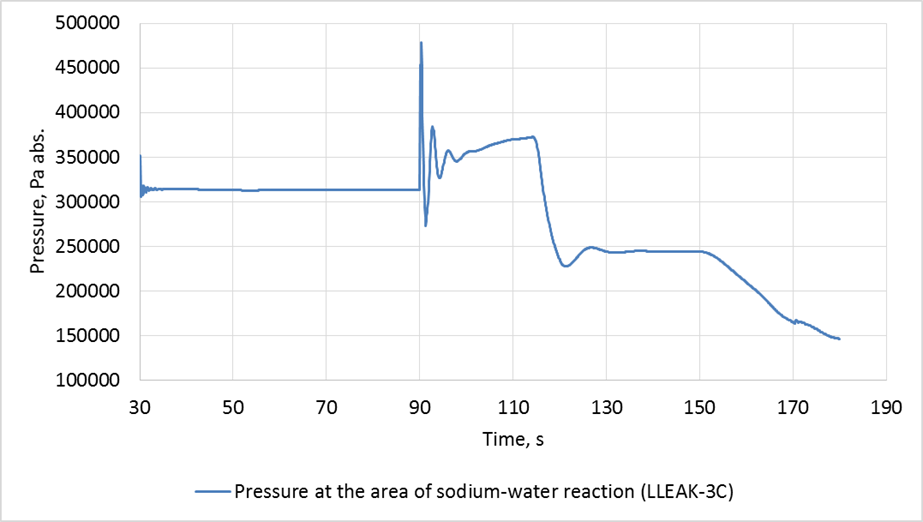 500000
450000
400000
350000
300000
250000
200000
150000
100000
Pressure, Pa abs.
30 50 70 90 110 130 150 170 190
Time, s
Pressure at the area of sodium-water reaction (LLEAK-3C)